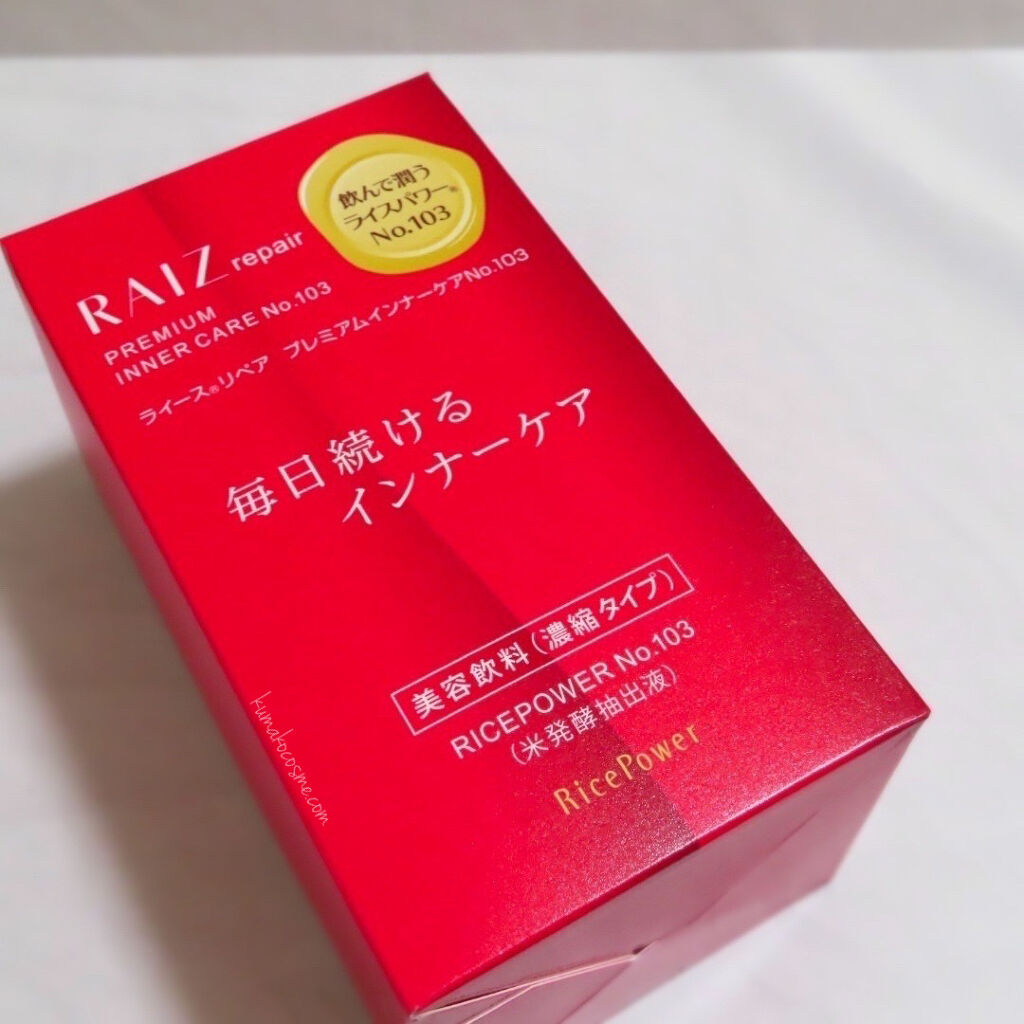 飲んで潤う
ライスパワー®
No.103
RAIZ repair
PREMIUM
INNER CARE No.103
ライース®リペア プレミアムインナーケアNo.103
毎日続ける
インナーケア
美容飲料(濃縮タイプ)
RICEPOWER No.103
(米発酵抽出液)
RicePower
kumakocosme.com